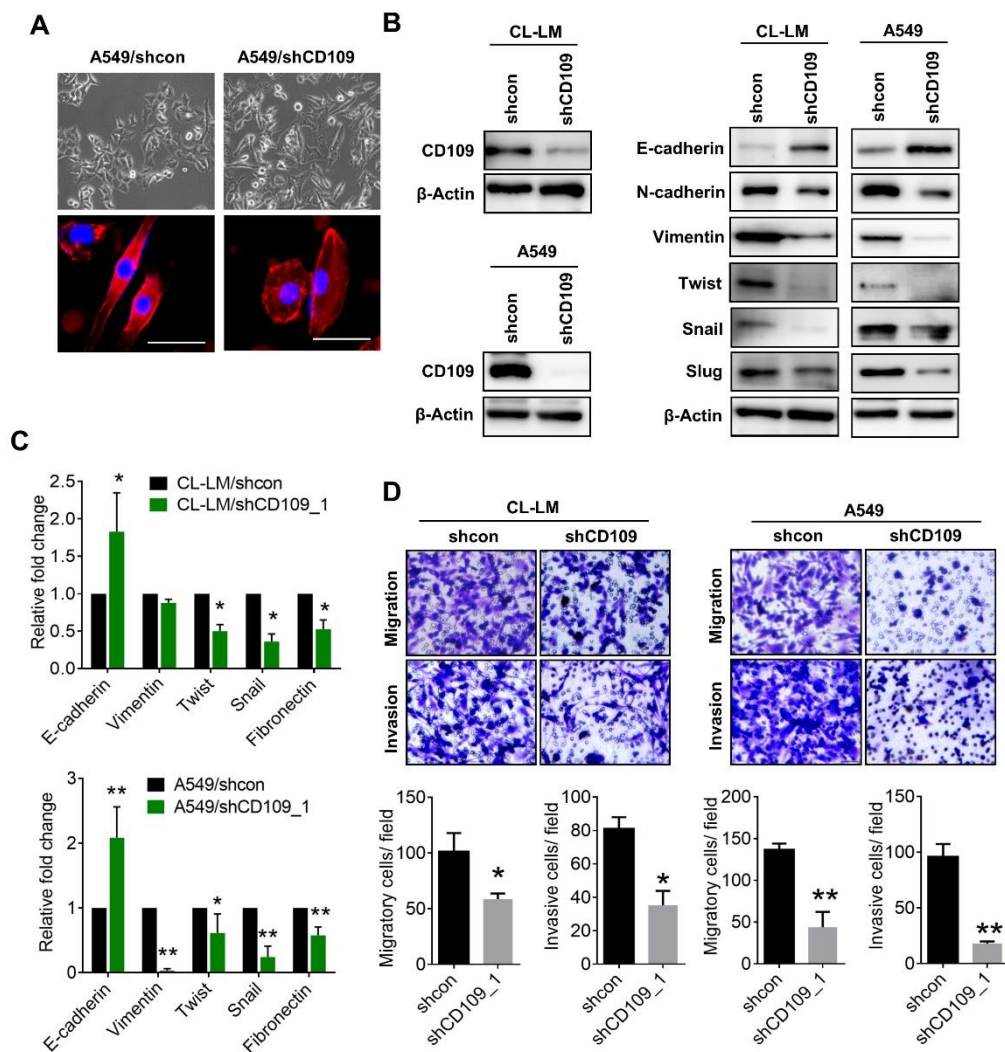 A
A549/shcon A549/shCD109
B
CL-LM
shcon shCD109
CD109
β-Actin
A549
shcon shCD109
CD109
β-Actin
CL-LM A549
shcon shCD109 shcon shCD109
E-cadherin
N-cadherin
Vimentin
Twist
Snail
Slug
β-Actin
C
CL-LM/shcon
CL-LM/shCD109_1
Relative fold change
2.5
2.0
1.5
1.0
0.5
0.0
*
* * *
E-cadherin Vimentin Twist Snail Fibronectin
A549/shcon
A549/shCD109_1
Relative fold change
3
2
1
0
**
** * ** **
E-cadherin Vimentin Twist Snail Fibronectin
D
CL-LM A549
shcon shCD109 shcon shCD109
Migration Migration
Invasion Invasion
Migratory cells/ field
150
100
50
0
*
shcon shCD109_1
Invasive cells/ field
100
80
60
40
20
0
*
shcon shCD109_1
Migratory cells/ field
200
150
100
50
0
**
shcon shCD109_1
Invasive cells/ field
150
100
50
0
**
shcon shCD109_1